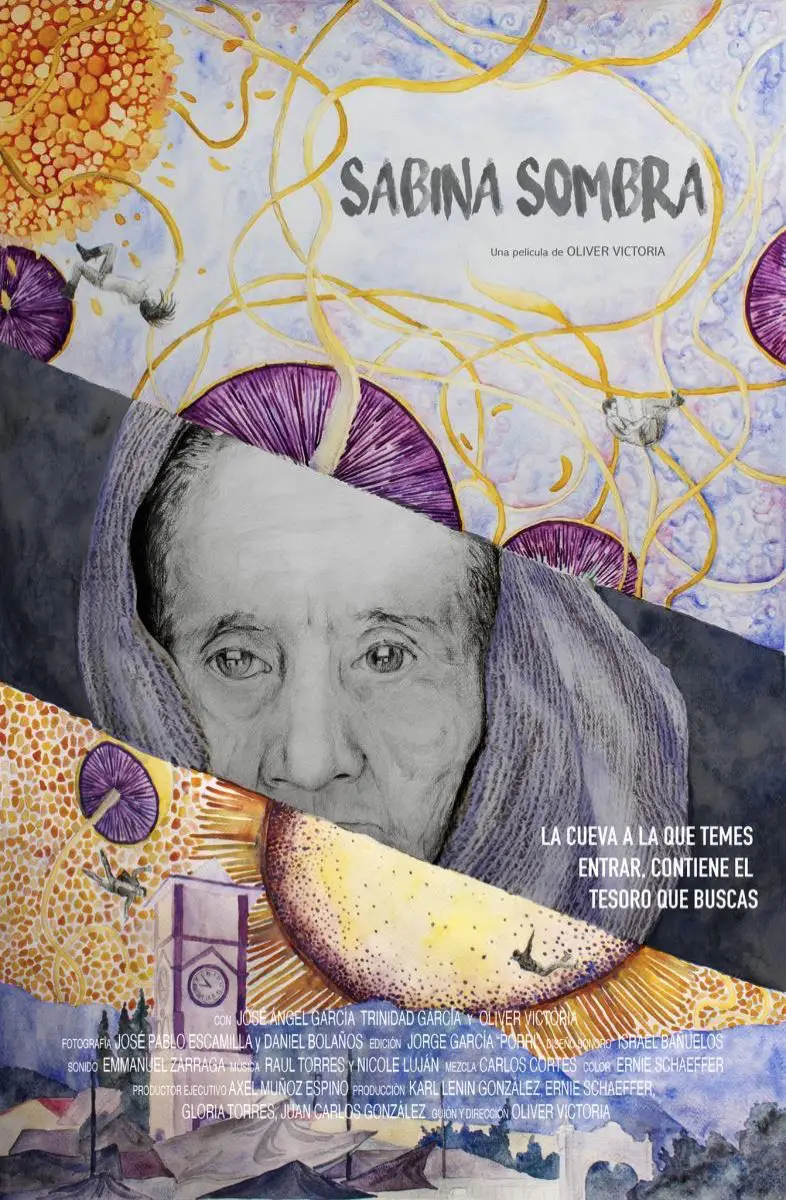 SABINA SOMBRA
Una película de OLIVER VICTORIA
LA CUEVA A LA QUE TEMES
ENTRAR, CONTIENE EL
TESORO QUE BUSCAS
CON JOSÉ ÁNGEL GARCÍA TRINIDAD GARCÍA Y OLIVER VICTORIA
FOTOGRAFÍA JOSÉ PABLO ESCAMILLA y DANIEL BOLAÑOS EDICIÓN JORGE GARCÍA "PORRI" DISEÑO SONORO ISRAEL BAÑUELOS
SONIDO EMMANUEL ZÁRRAGA MÚSICA RAUL TORRES Y NICOLE LUJÁN MEZCLA CARLOS CORTÉS COLOR ERNIE SCHAEFFER
PRODUCTOR EJECUTIVO AXEL MUÑOZ ESPINO PRODUCCIÓN KARL LENIN GONZÁLEZ, ERNIE SCHAEFFER,
GLORIA TORRES, JUAN CARLOS GONZÁLEZ GUIÓN Y DIRECCIÓN OLIVER VICTORIA